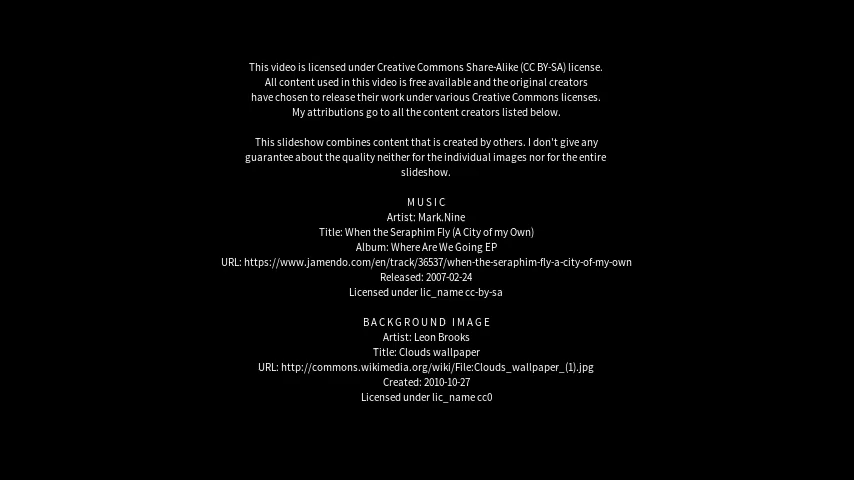 This video is licensed under Creative Commons Share-Alike (CC BY-SA) license.
All content used in this video is free available and the original creators
have chosen to release their work under various Creative Commons licenses.
My attributions go to all the content creators listed below.
This slideshow combines content that is created by others. I don't give any
guarantee about the quality neither for the individual images nor for the entire
slideshow.
MUSIC
Artist: Mark.Nine
Title: When the Seraphim Fly (A City of my Own)
Album: Where Are We Going EP
URL: https://www.jamendo.com/en/track/36537/when-the-seraphim-fly-a-city-of-my-own
Released: 2007-02-24
Licensed under lic_name cc-by-sa
BACKGROUND IMAGE
Artist: Leon Brooks
Title: Clouds wallpaper
URL: http://commons.wikimedia.org/wiki/File:Clouds_wallpaper_(1).jpg
Created: 2010-10-27
Licensed under lic_name cc0